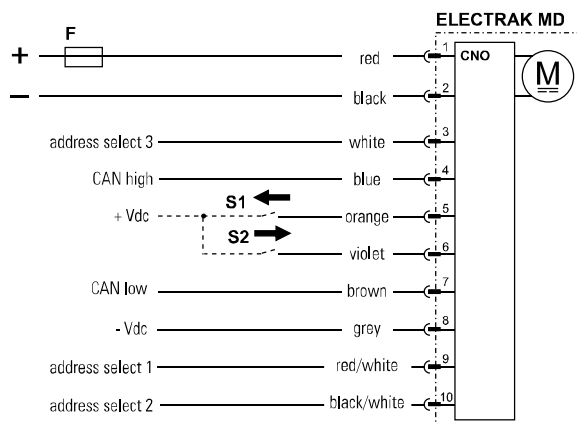 ELECTRAK MD
F
+ red 1 CNO M
− black 2
address select 3 white 3
CAN high blue 4
S1
+ Vdc orange 5
S2
violet 6
CAN low brown 7
- Vdc grey 8
address select 1 red/white 9
address select 2 black/white 10